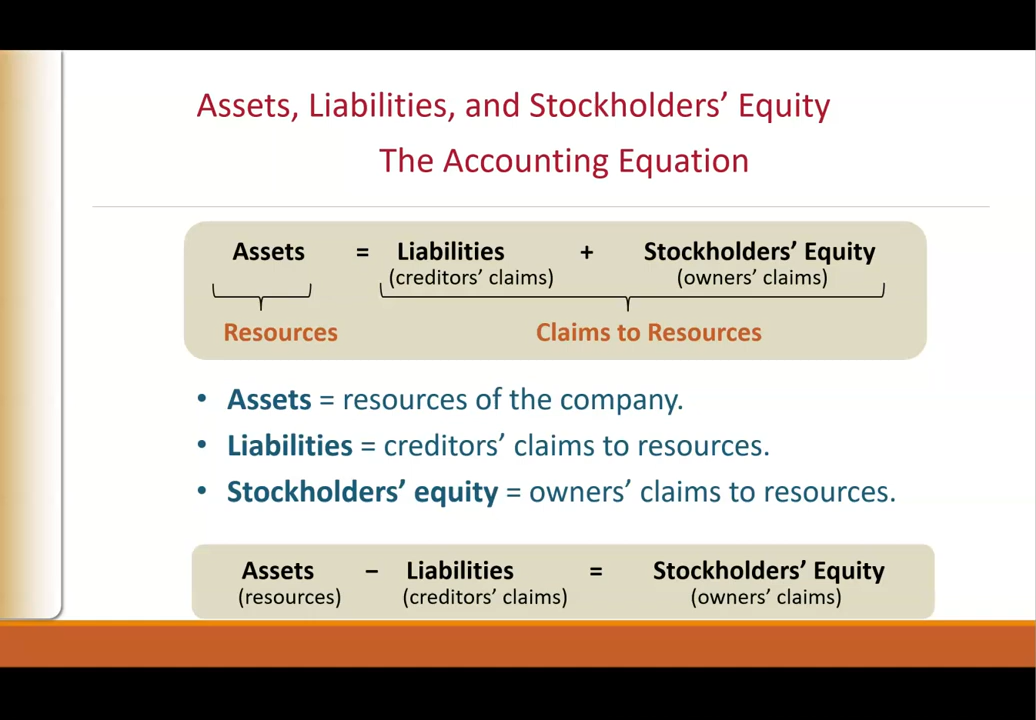 Assets, Liabilities, and Stockholders’ Equity
The Accounting Equation
Assets = Liabilities + Stockholders’ Equity
(creditors’ claims) (owners’ claims)
Resources Claims to Resources
• Assets = resources of the company.
• Liabilities = creditors’ claims to resources.
• Stockholders’ equity = owners’ claims to resources.
Assets – Liabilities = Stockholders’ Equity
(resources) (creditors’ claims) (owners’ claims)